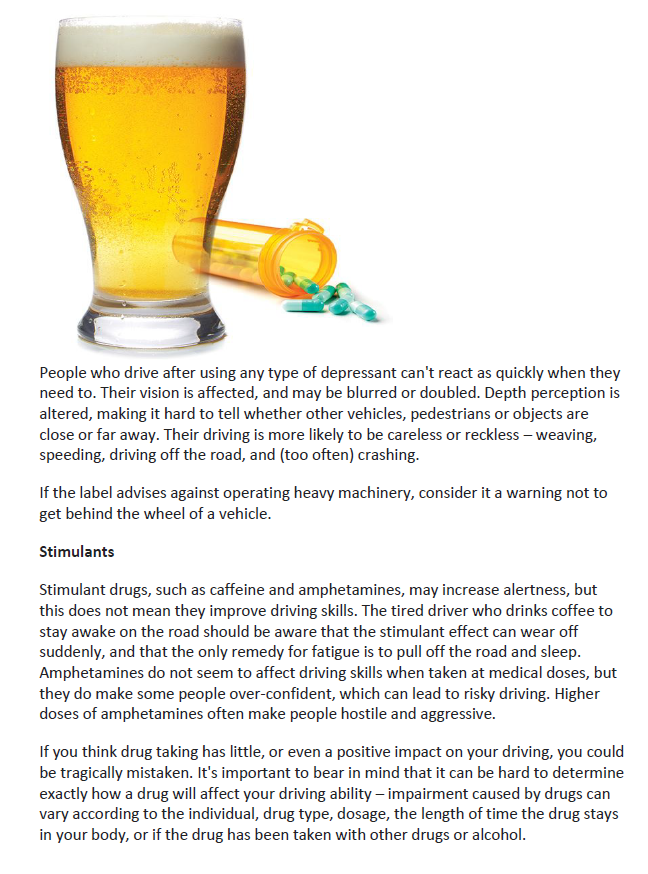 People who drive after using any type of depressant can't react as quickly when they
need to. Their vision is affected, and may be blurred or doubled. Depth perception is
altered, making it hard to tell whether other vehicles, pedestrians or objects are
close or far away. Their driving is more likely to be careless or reckless – weaving,
speeding, driving off the road, and (too often) crashing.
If the label advises against operating heavy machinery, consider it a warning not to
get behind the wheel of a vehicle.
Stimulants
Stimulant drugs, such as caffeine and amphetamines, may increase alertness, but
this does not mean they improve driving skills. The tired driver who drinks coffee to
stay awake on the road should be aware that the stimulant effect can wear off
suddenly, and that the only remedy for fatigue is to pull off the road and sleep.
Amphetamines do not seem to affect driving skills when taken at medical doses, but
they do make some people over-confident, which can lead to risky driving. Higher
doses of amphetamines often make people hostile and aggressive.
If you think drug taking has little, or even a positive impact on your driving, you could
be tragically mistaken. It's important to bear in mind that it can be hard to determine
exactly how a drug will affect your driving ability – impairment caused by drugs can
vary according to the individual, drug type, dosage, the length of time the drug stays
in your body, or if the drug has been taken with other drugs or alcohol.